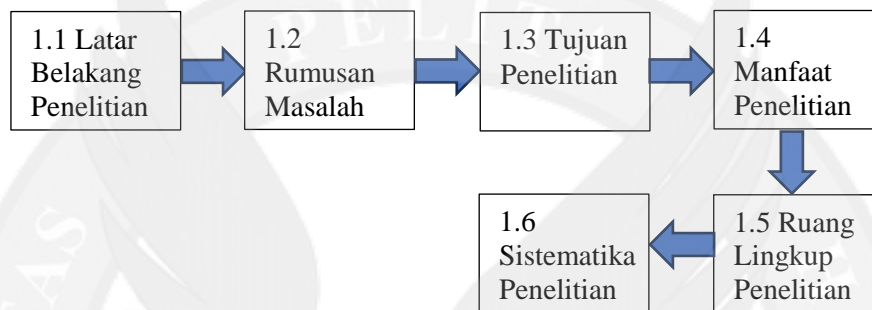 PELITA
1.1 Latar
Belakang
Penelitian
1.2
Rumusan
Masalah
1.3 Tujuan
Penelitian
1.4
Manfaat
Penelitian
1.5 Ruang
Lingkup
Penelitian
1.6
Sistematika
Penelitian